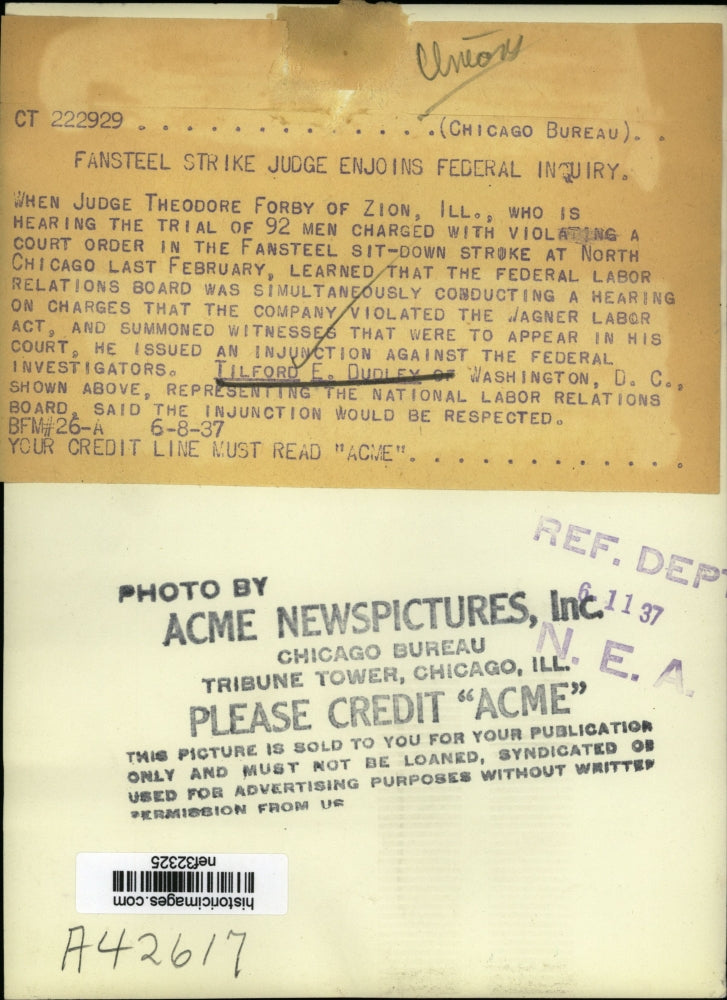 CT 222929 . . . . . . . . . . . . . .(CHICAGO BUREAU). .
FANSTEEL STRIKE JUDGE ENJOINS FEDERAL INQUIRY.
WHEN JUDGE THEODORE FORBY OF ZION, ILL., WHO IS
HEARING THE TRIAL OF 92 MEN CHARGED WITH VIOLATING A
COURT ORDER IN THE FANSTEEL SIT-DOWN STROKE AT NORTH
CHICAGO LAST FEBRUARY, LEARNED THAT THE FEDERAL LABOR
RELATIONS BOARD WAS SIMULTANEOUSLY CONDUCTING A HEARING
ON CHARGES THAT THE COMPANY VIOLATED THE WAGNER LABOR
ACT, AND SUMMONED WITNESSES THAT WERE TO APPEAR IN HIS
COURT, HE ISSUED AN INJUNCTION AGAINST THE FEDERAL
INVESTIGATORS. TILFORD E. DUDLEY OF WASHINGTON, D. C.,
SHOWN ABOVE, REPRESENTING THE NATIONAL LABOR RELATIONS
BOARD, SAID THE INJUNCTION WOULD BE RESPECTED.
BFM#26-A 6-8-37
YOUR CREDIT LINE MUST READ "ACME". . . . . . . . . . . . .
REF. DEPT
6 11 37
N. E. A.
PHOTO BY
ACME NEWSPICTURES, Inc.
CHICAGO BUREAU
TRIBUNE TOWER, CHICAGO, ILL.
PLEASE CREDIT “ACME”
THIS PICTURE IS SOLD TO YOU FOR YOUR PUBLICATION
ONLY AND MUST NOT BE LOANED, SYNDICATED OR
USED FOR ADVERTISING PURPOSES WITHOUT WRITTEN
PERMISSION FROM US
historicimages.com
nef32325
A42617